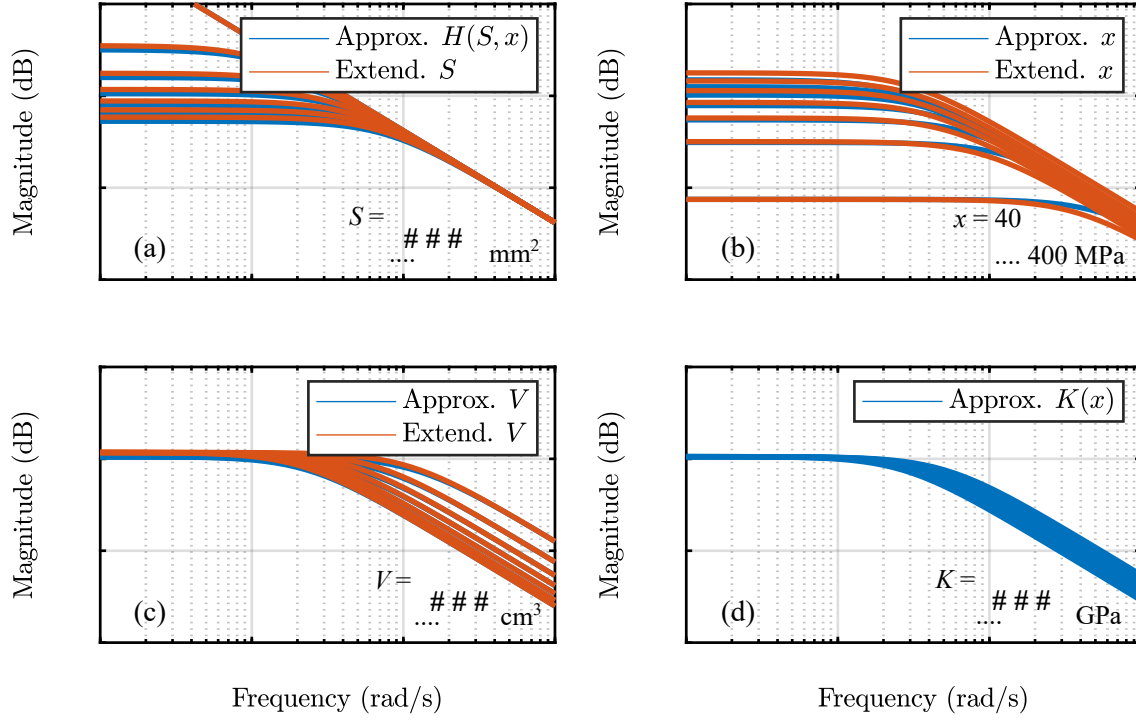 Magnitude (dB)
Approx. H(S, x)
Extend. S
S =
# # #
....
mm²
(a)
Magnitude (dB)
Approx. x
Extend. x
x = 40
.... 400 MPa
(b)
Magnitude (dB)
Approx. V
Extend. V
V =
# # #
....
cm³
(c)
Frequency (rad/s)
Magnitude (dB)
Approx. K(x)
K =
# # #
....
GPa
(d)
Frequency (rad/s)